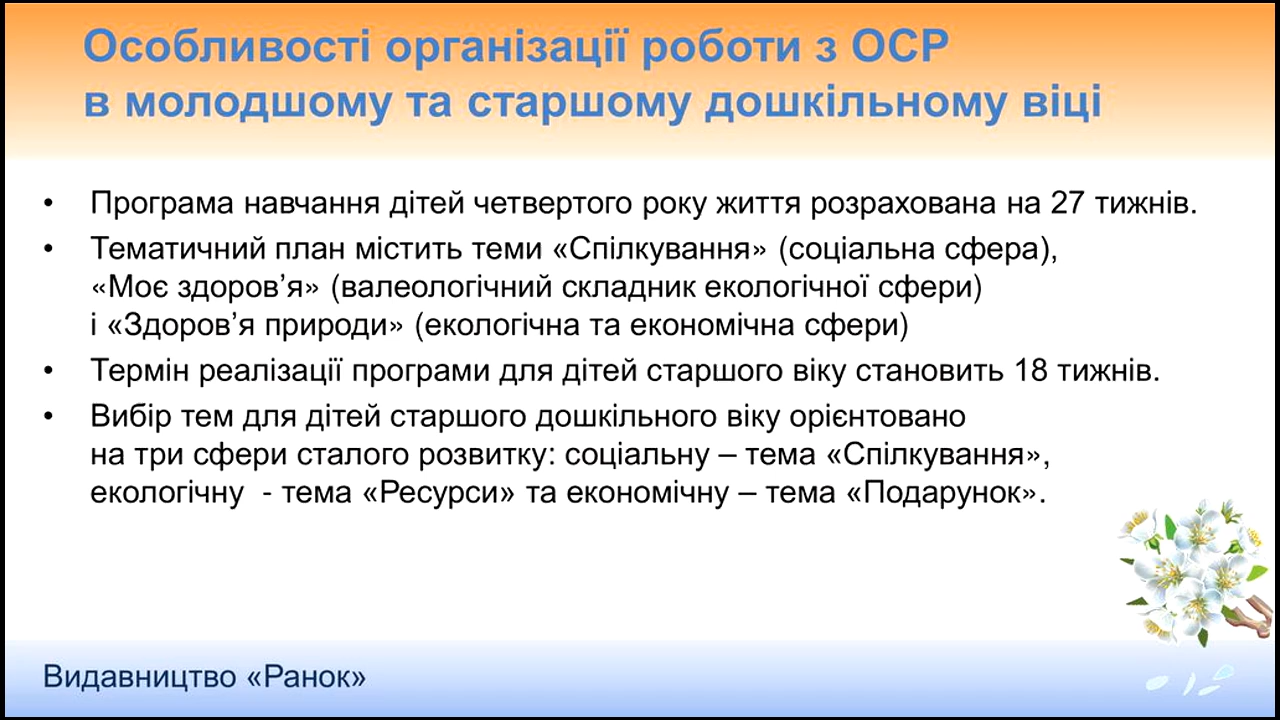 Особливості організації роботи з ОСР
в молодшому та старшому дошкільному віці
• Програма навчання дітей четвертого року життя розрахована на 27 тижнів.
• Тематичний план містить теми «Спілкування» (соціальна сфера),
«Моє здоров’я» (валеологічний складник екологічної сфери)
і «Здоров’я природи» (екологічна та економічна сфери)
• Термін реалізації програми для дітей старшого віку становить 18 тижнів.
• Вибір тем для дітей старшого дошкільного віку орієнтовано
на три сфери сталого розвитку: соціальну – тема «Спілкування»,
екологічну  - тема «Ресурси» та економічну – тема «Подарунок».
Видавництво «Ранок»